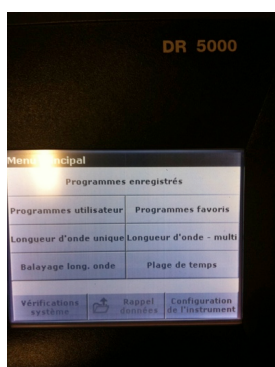 DR 5000
Menu principal
Programmes enregistrés
Programmes utilisateur Programmes favoris
Longueur d'onde unique Longueur d'onde - multi
Balayage long. onde Plage de temps
Vérifications Rappel Configuration
système données de l'instrument